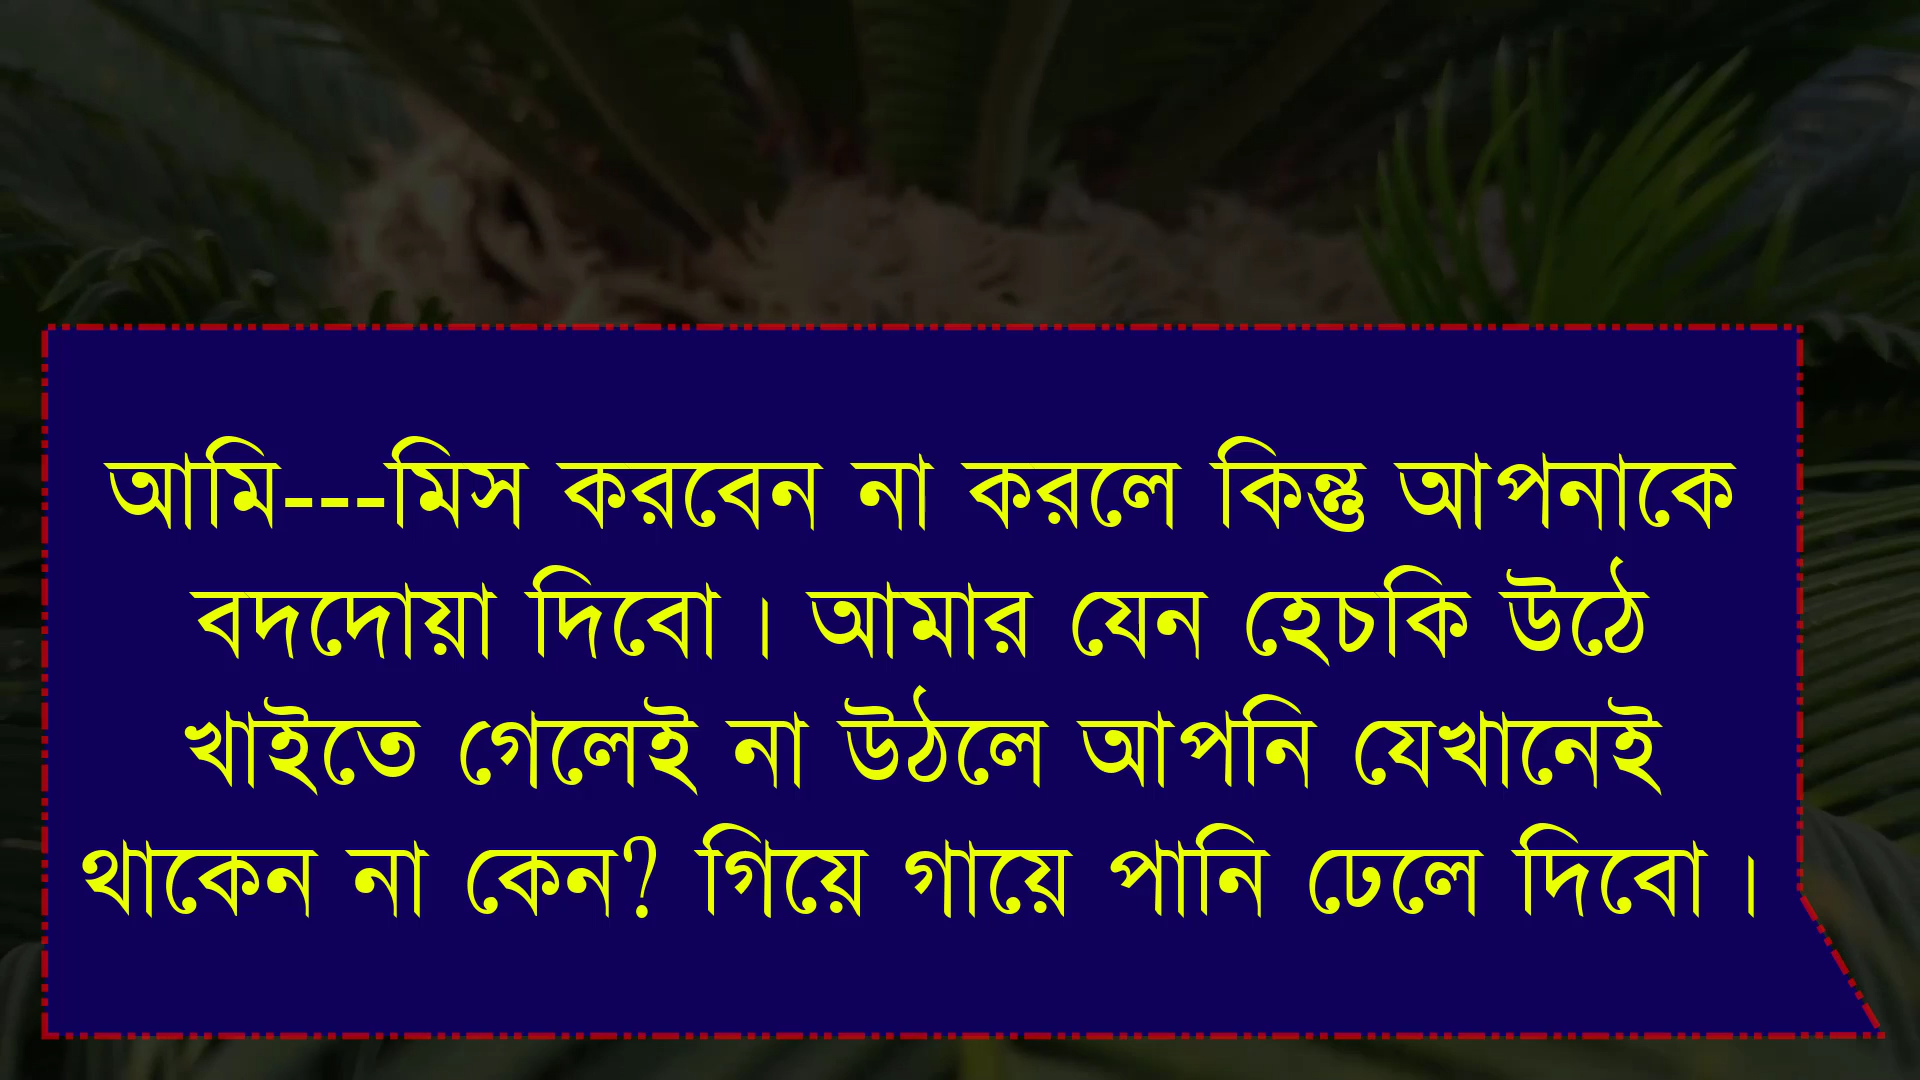 আমি---মিস করবেন না করলে কিন্তু আপনাকে
বদদোয়া দিবো। আমার যেন হেচকি উঠে
খাইতে গেলেই না উঠলে আপনি যেখানেই
থাকেন না কেন? গিয়ে গায়ে পানি ঢেলে দিবো।